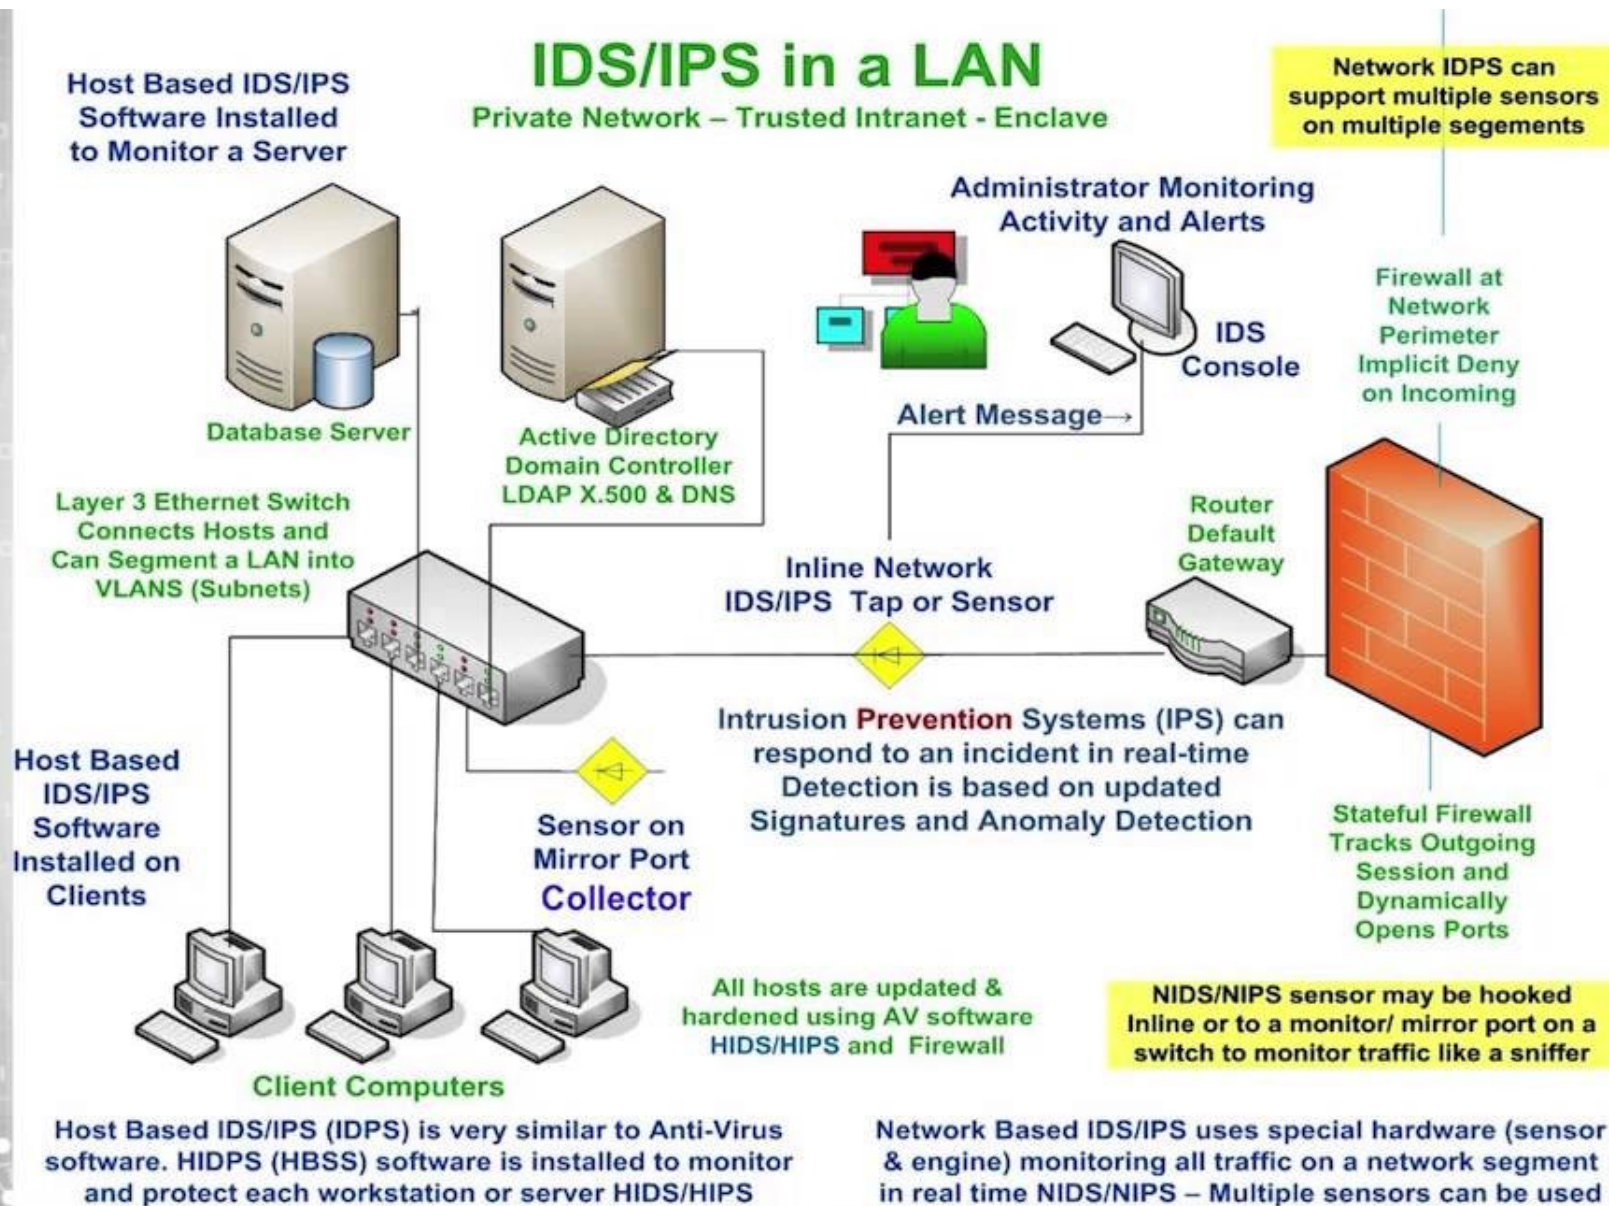 IDS/IPS in a LAN
Private Network – Trusted Intranet - Enclave
Host Based IDS/IPS
Software Installed
to Monitor a Server
Network IDPS can
support multiple sensors
on multiple segements
Administrator Monitoring
Activity and Alerts
IDS
Console
Alert Message→
Firewall at
Network
Perimeter
Implicit Deny
on Incoming
Database Server
Active Directory
Domain Controller
LDAP X.500 & DNS
Layer 3 Ethernet Switch
Connects Hosts and
Can Segment a LAN into
VLANS (Subnets)
Inline Network
IDS/IPS Tap or Sensor
Router
Default
Gateway
Intrusion Prevention Systems (IPS) can
respond to an incident in real-time
Detection is based on updated
Signatures and Anomaly Detection
Host Based
IDS/IPS
Software
Installed on
Clients
Sensor on
Mirror Port
Collector
Stateful Firewall
Tracks Outgoing
Session and
Dynamically
Opens Ports
All hosts are updated &
hardened using AV software
HIDS/HIPS and Firewall
NIDS/NIPS sensor may be hooked
Inline or to a monitor/ mirror port on a
switch to monitor traffic like a sniffer
Client Computers
Host Based IDS/IPS (IDPS) is very similar to Anti-Virus
software. HIDPS (HBSS) software is installed to monitor
and protect each workstation or server HIDS/HIPS
Network Based IDS/IPS uses special hardware (sensor
& engine) monitoring all traffic on a network segment
in real time NIDS/NIPS – Multiple sensors can be used